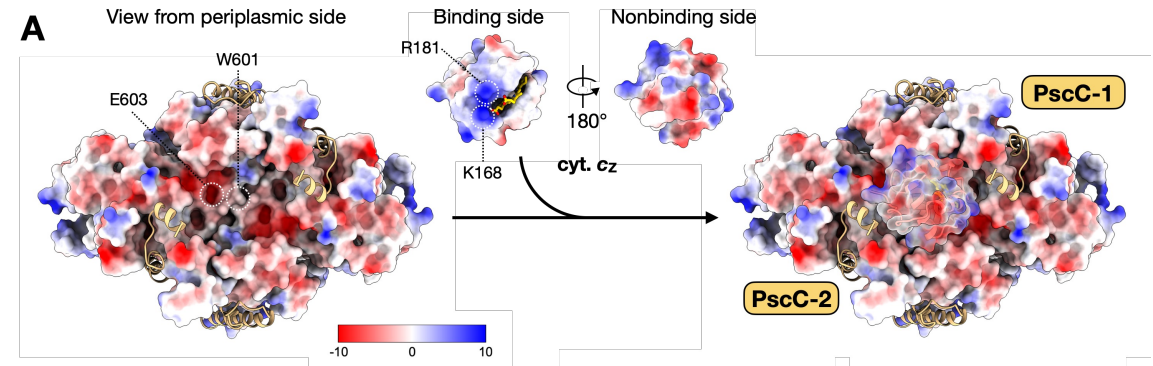 A
View from periplasmic side
Binding side
Nonbinding side
R181
W601
E603
180°
K168
cyt. cz
PscC-1
PscC-2
-10
0
10